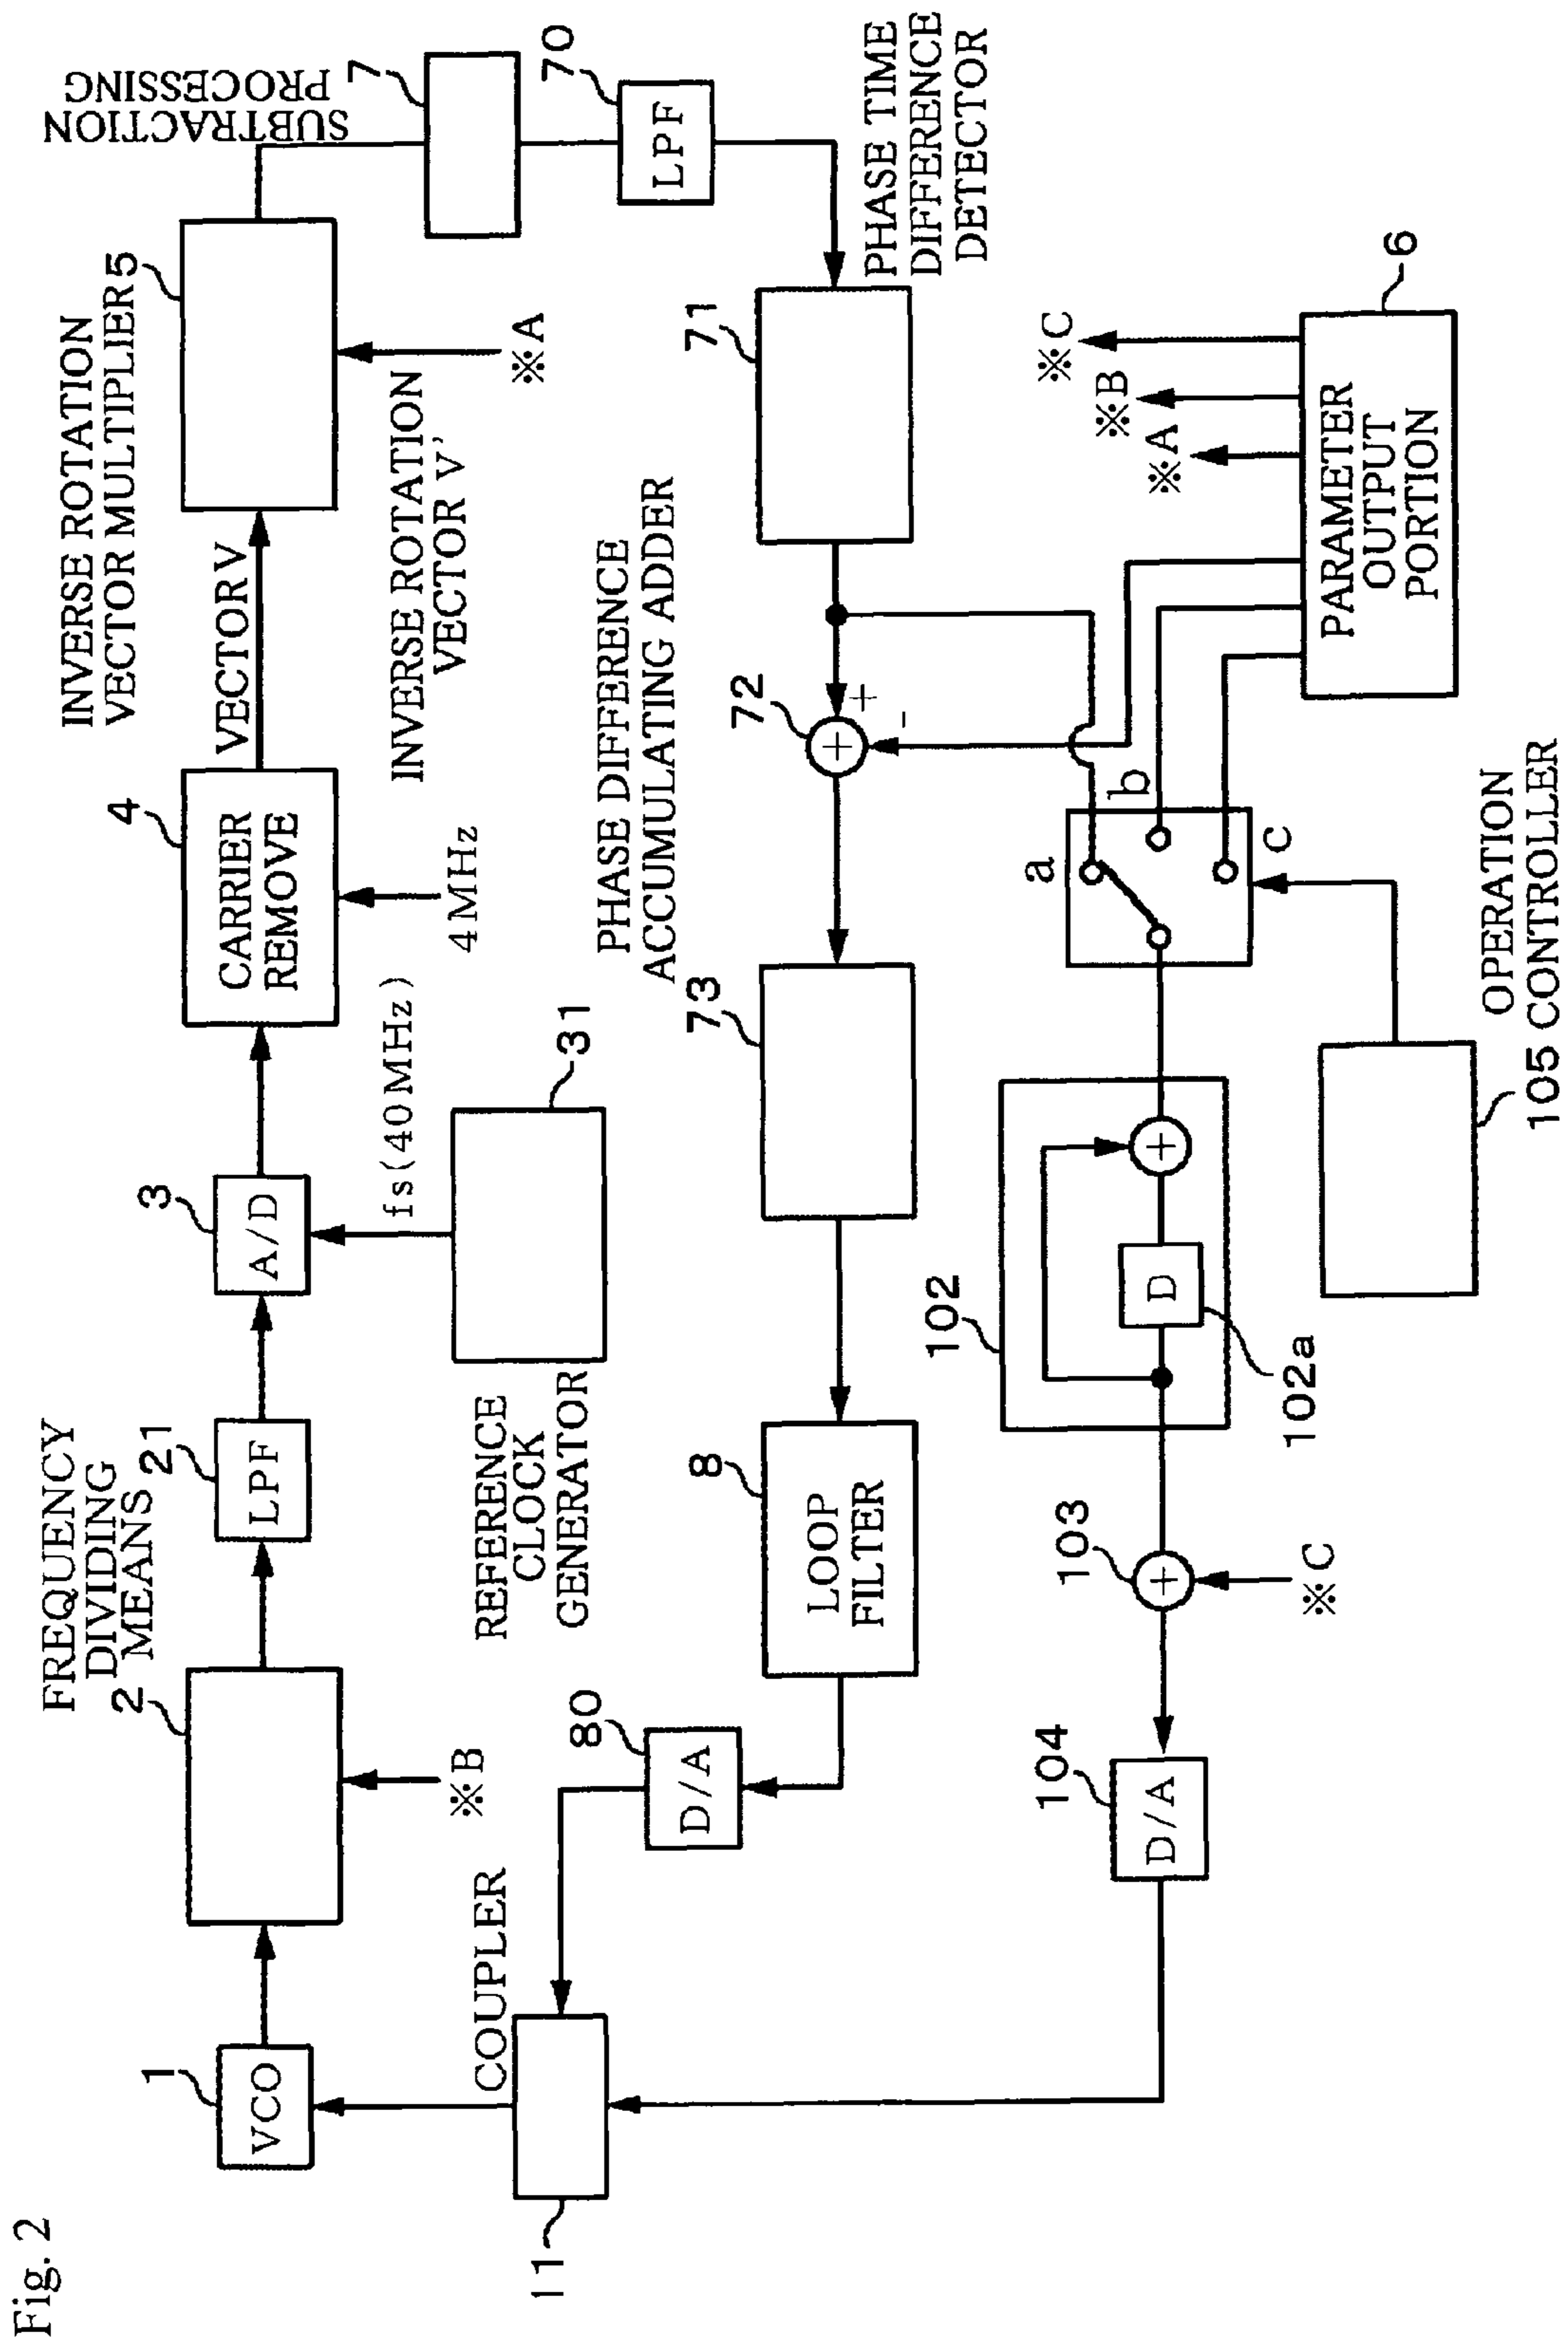 Fig. 2
1
VCO
FREQUENCY
DIVIDING
MEANS
2
※B
21
LPF
3
A/D
fs(40MHz)
31
REFERENCE
CLOCK
GENERATOR
4
CARRIER
REMOVE
4MHz
VECTORV
INVERSE ROTATION
VECTOR MULTIPLIER
5
INVERSE ROTATION
VECTOR V'
※A
SUBTRACTION
PROCESSING
7
70
LPF
PHASE TIME
DIFFERENCE
DETECTOR
71
72
+
+
-
PHASE DIFFERENCE
ACCUMULATING ADDER
73
8
LOOP
FILTER
80
D/A
COUPLER
11
104
D/A
103
+
※C
102
+
D
102a
a
b
c
OPERATION
CONTROLLER
105
※A
※B
※C
PARAMETER
OUTPUT
PORTION
6